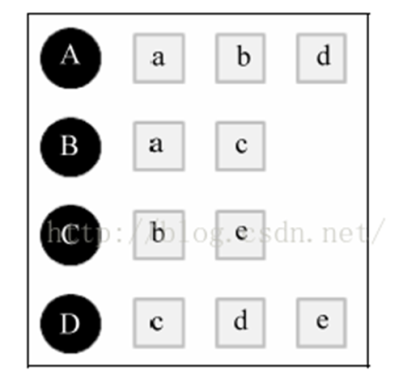 A a b d
B a c
http://blog.csdn.net/
C b e
D c d e